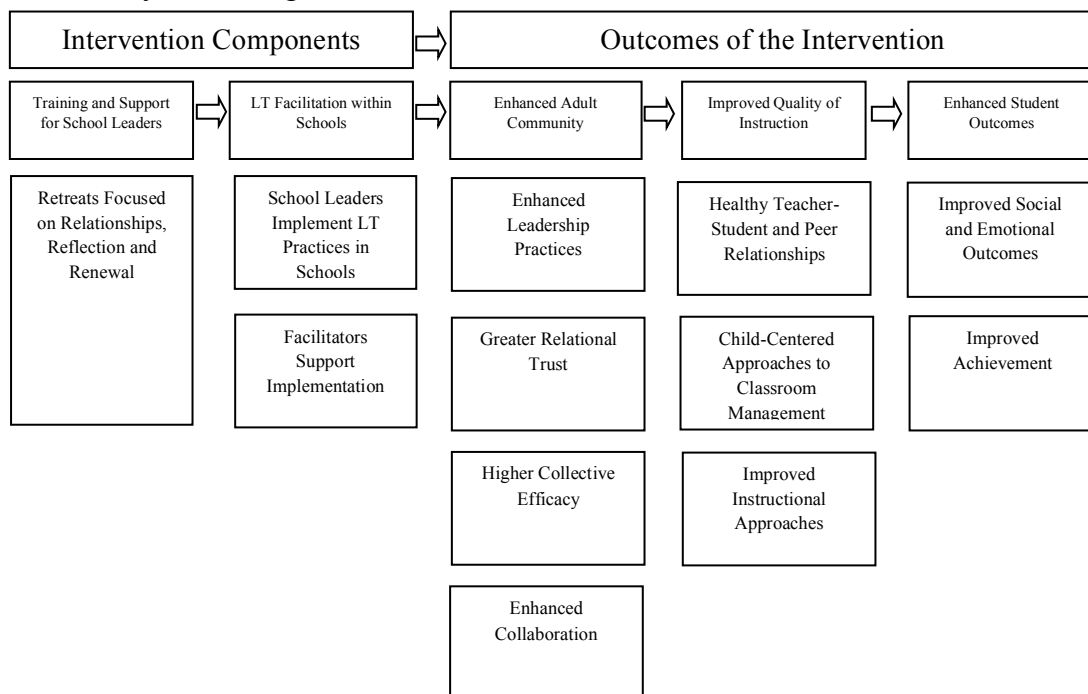 Intervention Components
Outcomes of the Intervention
Training and Support
for School Leaders
LT Facilitation within
Schools
Enhanced Adult
Community
Improved Quality of
Instruction
Enhanced Student
Outcomes
Retreats Focused
on Relationships,
Reflection and
Renewal
School Leaders
Implement LT
Practices in
Schools
Facilitators
Support
Implementation
Enhanced
Leadership
Practices
Greater Relational
Trust
Higher Collective
Efficacy
Enhanced
Collaboration
Healthy Teacher-
Student and Peer
Relationships
Child-Centered
Approaches to
Classroom
Management
Improved
Instructional
Approaches
Improved Social
and Emotional
Outcomes
Improved
Achievement